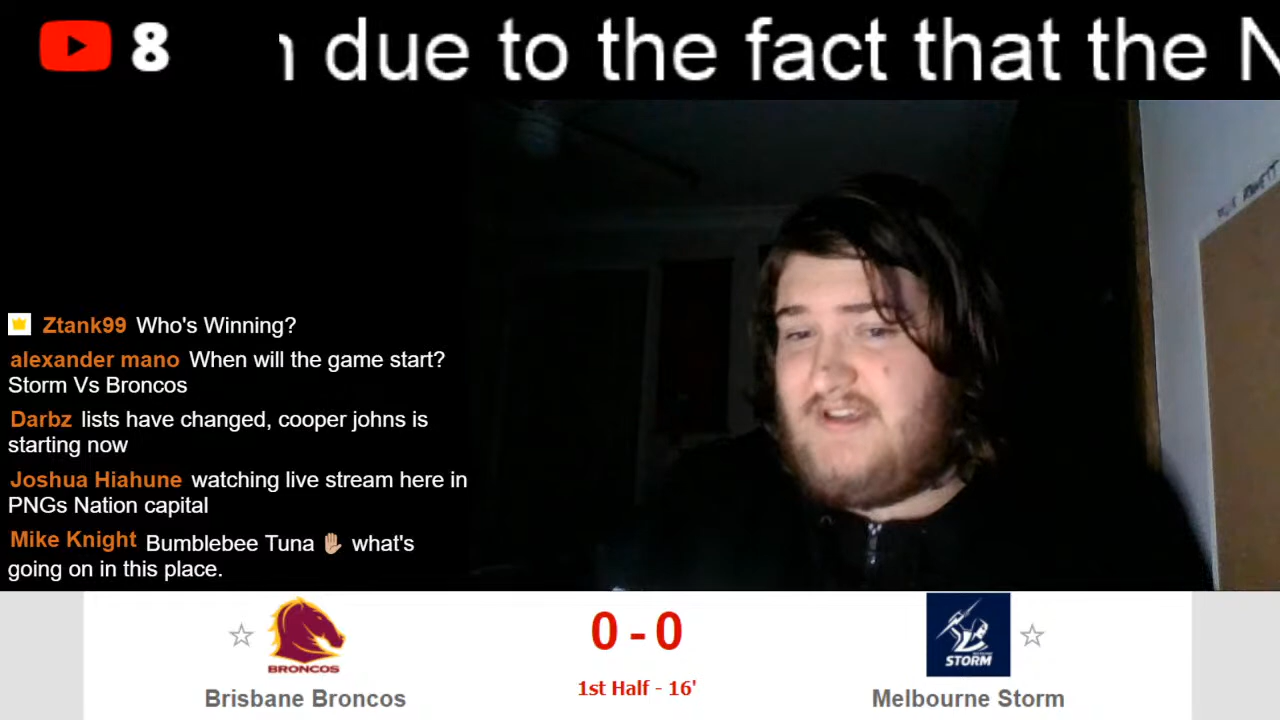 8
due to the fact that the N
Ztank99 Who's Winning?
alexander mano When will the game start?
Storm Vs Broncos
Darbz lists have changed, cooper johns is
starting now
Joshua Hiahune watching live stream here in
PNGs Nation capital
Mike Knight Bumblebee Tuna ✋🏼 what's
going on in this place.
BRONCOS
Brisbane Broncos
0 - 0
1st Half - 16'
STORM
Melbourne Storm